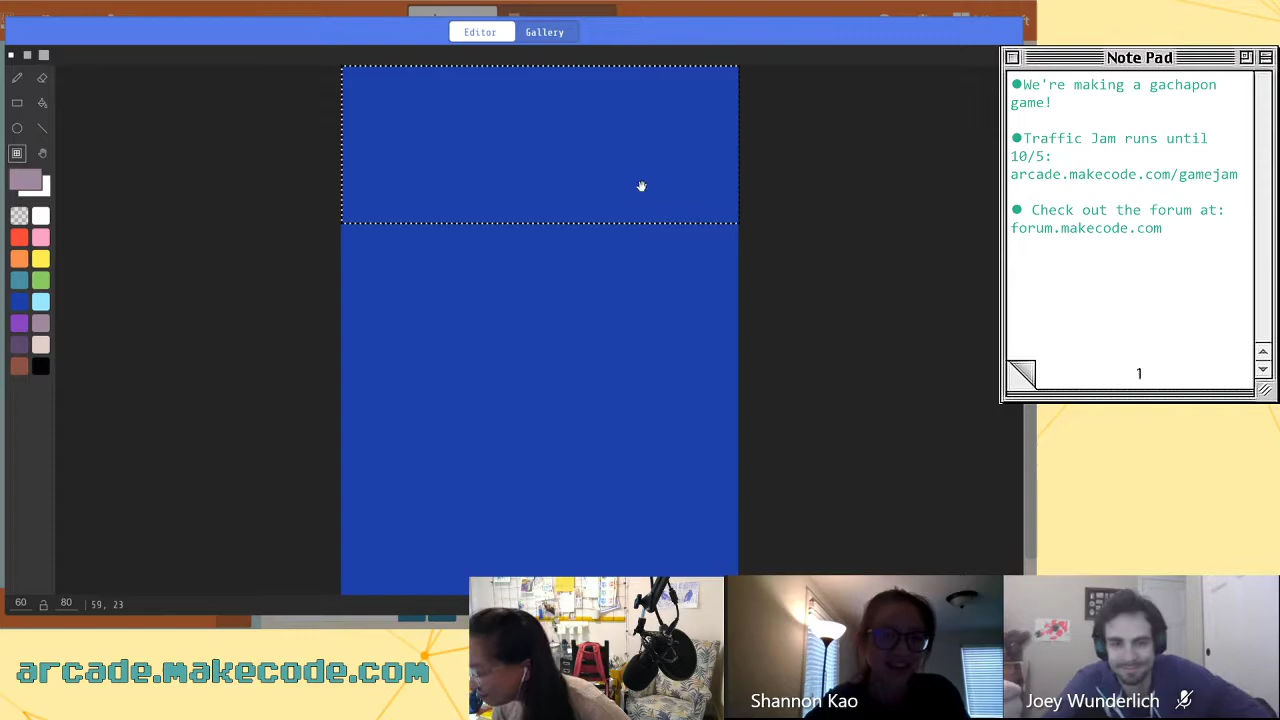 Editor
Gallery
Note Pad
●We're making a gachapon
game!
●Traffic Jam runs until
10/5:
arcade.makecode.com/gamejam
● Check out the forum at:
forum.makecode.com
1
60
80
59, 23
arcade.makecode.com
Shannon Kao
Joey Wunderlich